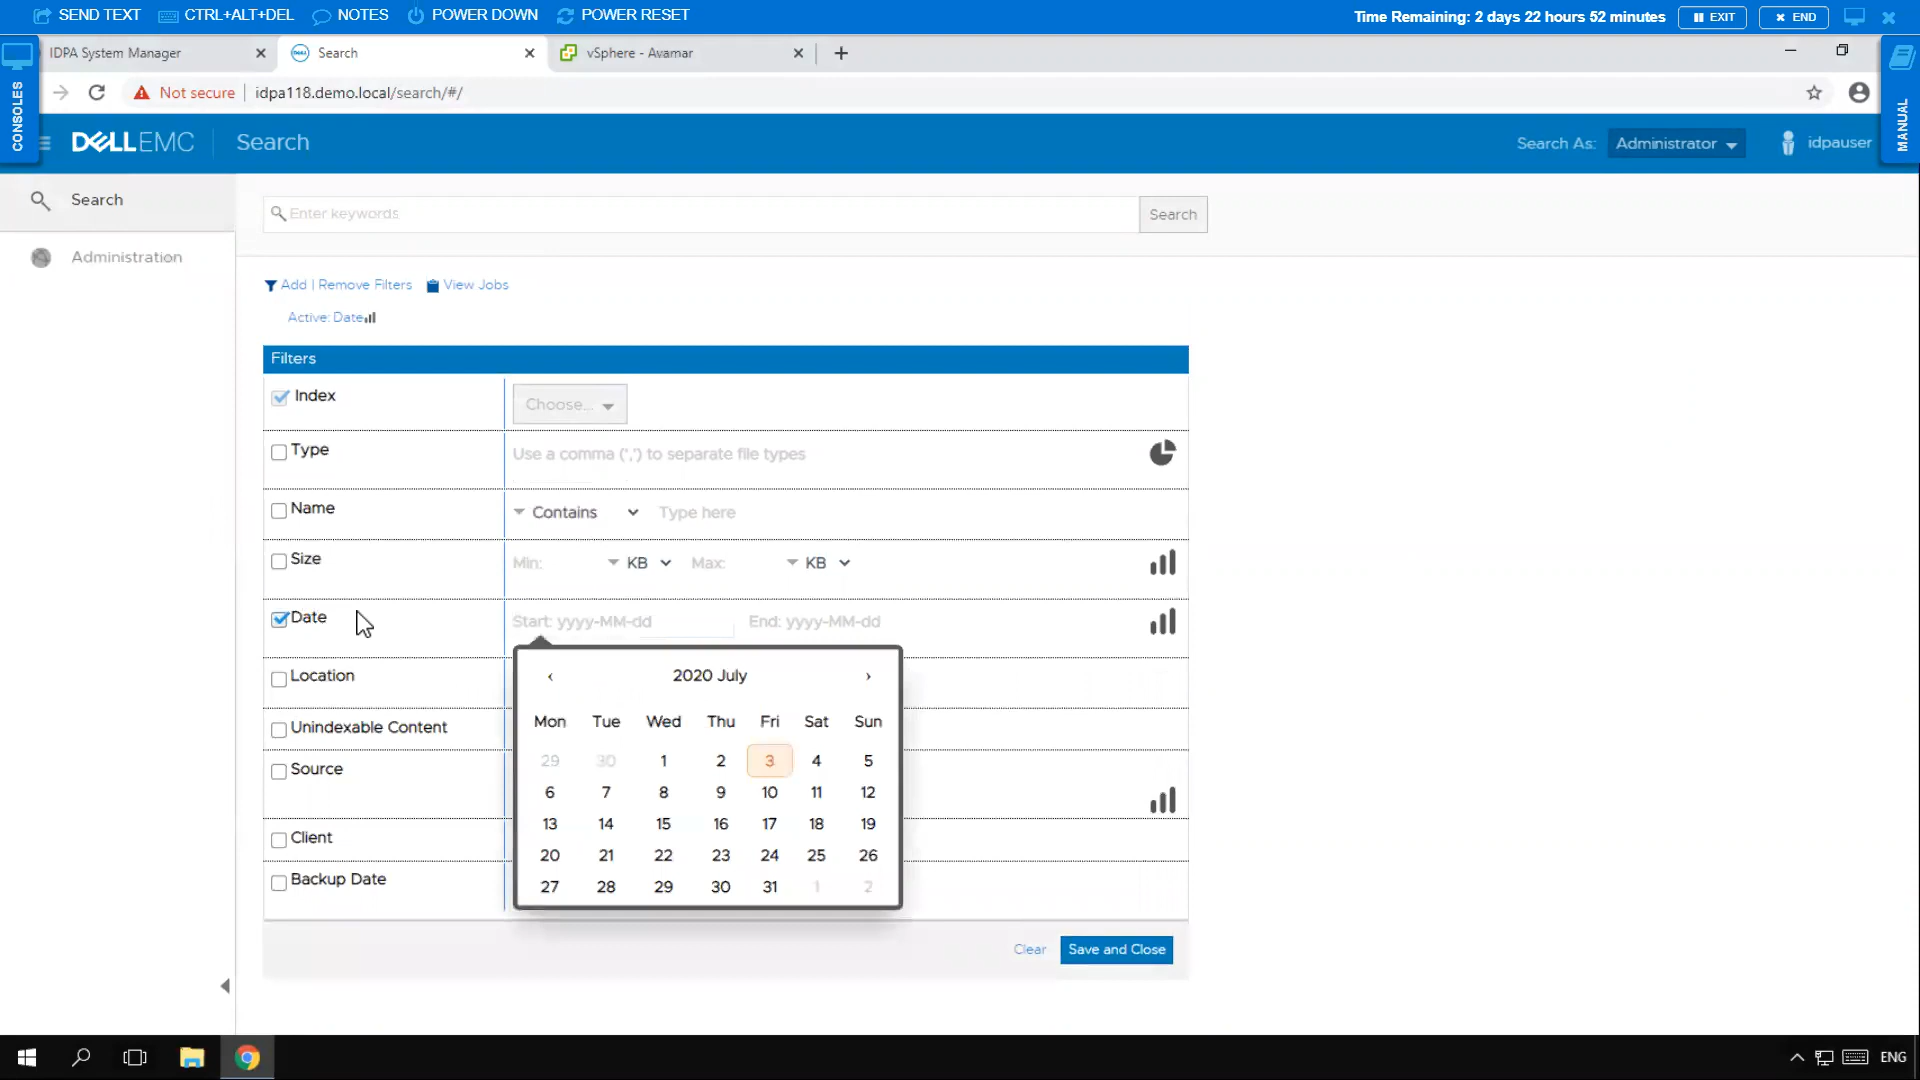 SEND TEXT CTRL+ALT+DEL NOTES POWER DOWN POWER RESET Time Remaining: 2 days 22 hours 52 minutes EXIT END
IDPA System Manager Search vSphere - Avamar
Not secure idpa118.demo.local/search/#/
CONSOLES
MANUAL
DELLEMC Search Search As: Administrator idpauser
Search
Administration
Enter keywords Search
Add | Remove Filters View Jobs
Active: Date
Filters
Index Choose...
Type Use a comma (',') to separate file types
Name Contains Type here
Size Min: KB Max: KB
Date Start: yyyy-MM-dd End: yyyy-MM-dd
Location
Unindexable Content
Source
Client
Backup Date
‹ 2020 July ›
Mon Tue Wed Thu Fri Sat Sun
29 30 1 2 3 4 5
6 7 8 9 10 11 12
13 14 15 16 17 18 19
20 21 22 23 24 25 26
27 28 29 30 31 1 2
Clear Save and Close
ENG